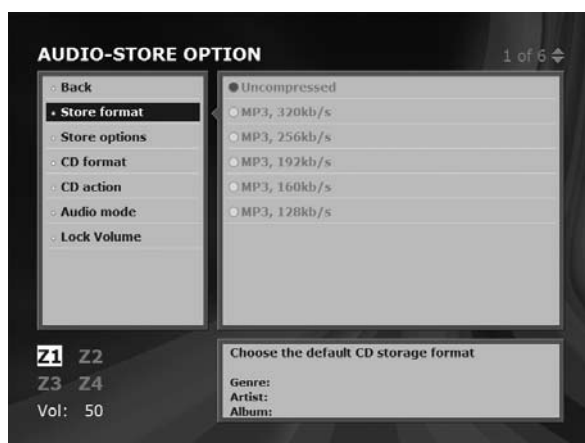 AUDIO-STORE OPTION
1 of 6
Back
Store format
Store options
CD format
CD action
Audio mode
Lock Volume
Uncompressed
MP3, 320kb/s
MP3, 256kb/s
MP3, 192kb/s
MP3, 160kb/s
MP3, 128kb/s
Z1 Z2
Z3 Z4
Vol: 50
Choose the default CD storage format
Genre:
Artist:
Album: